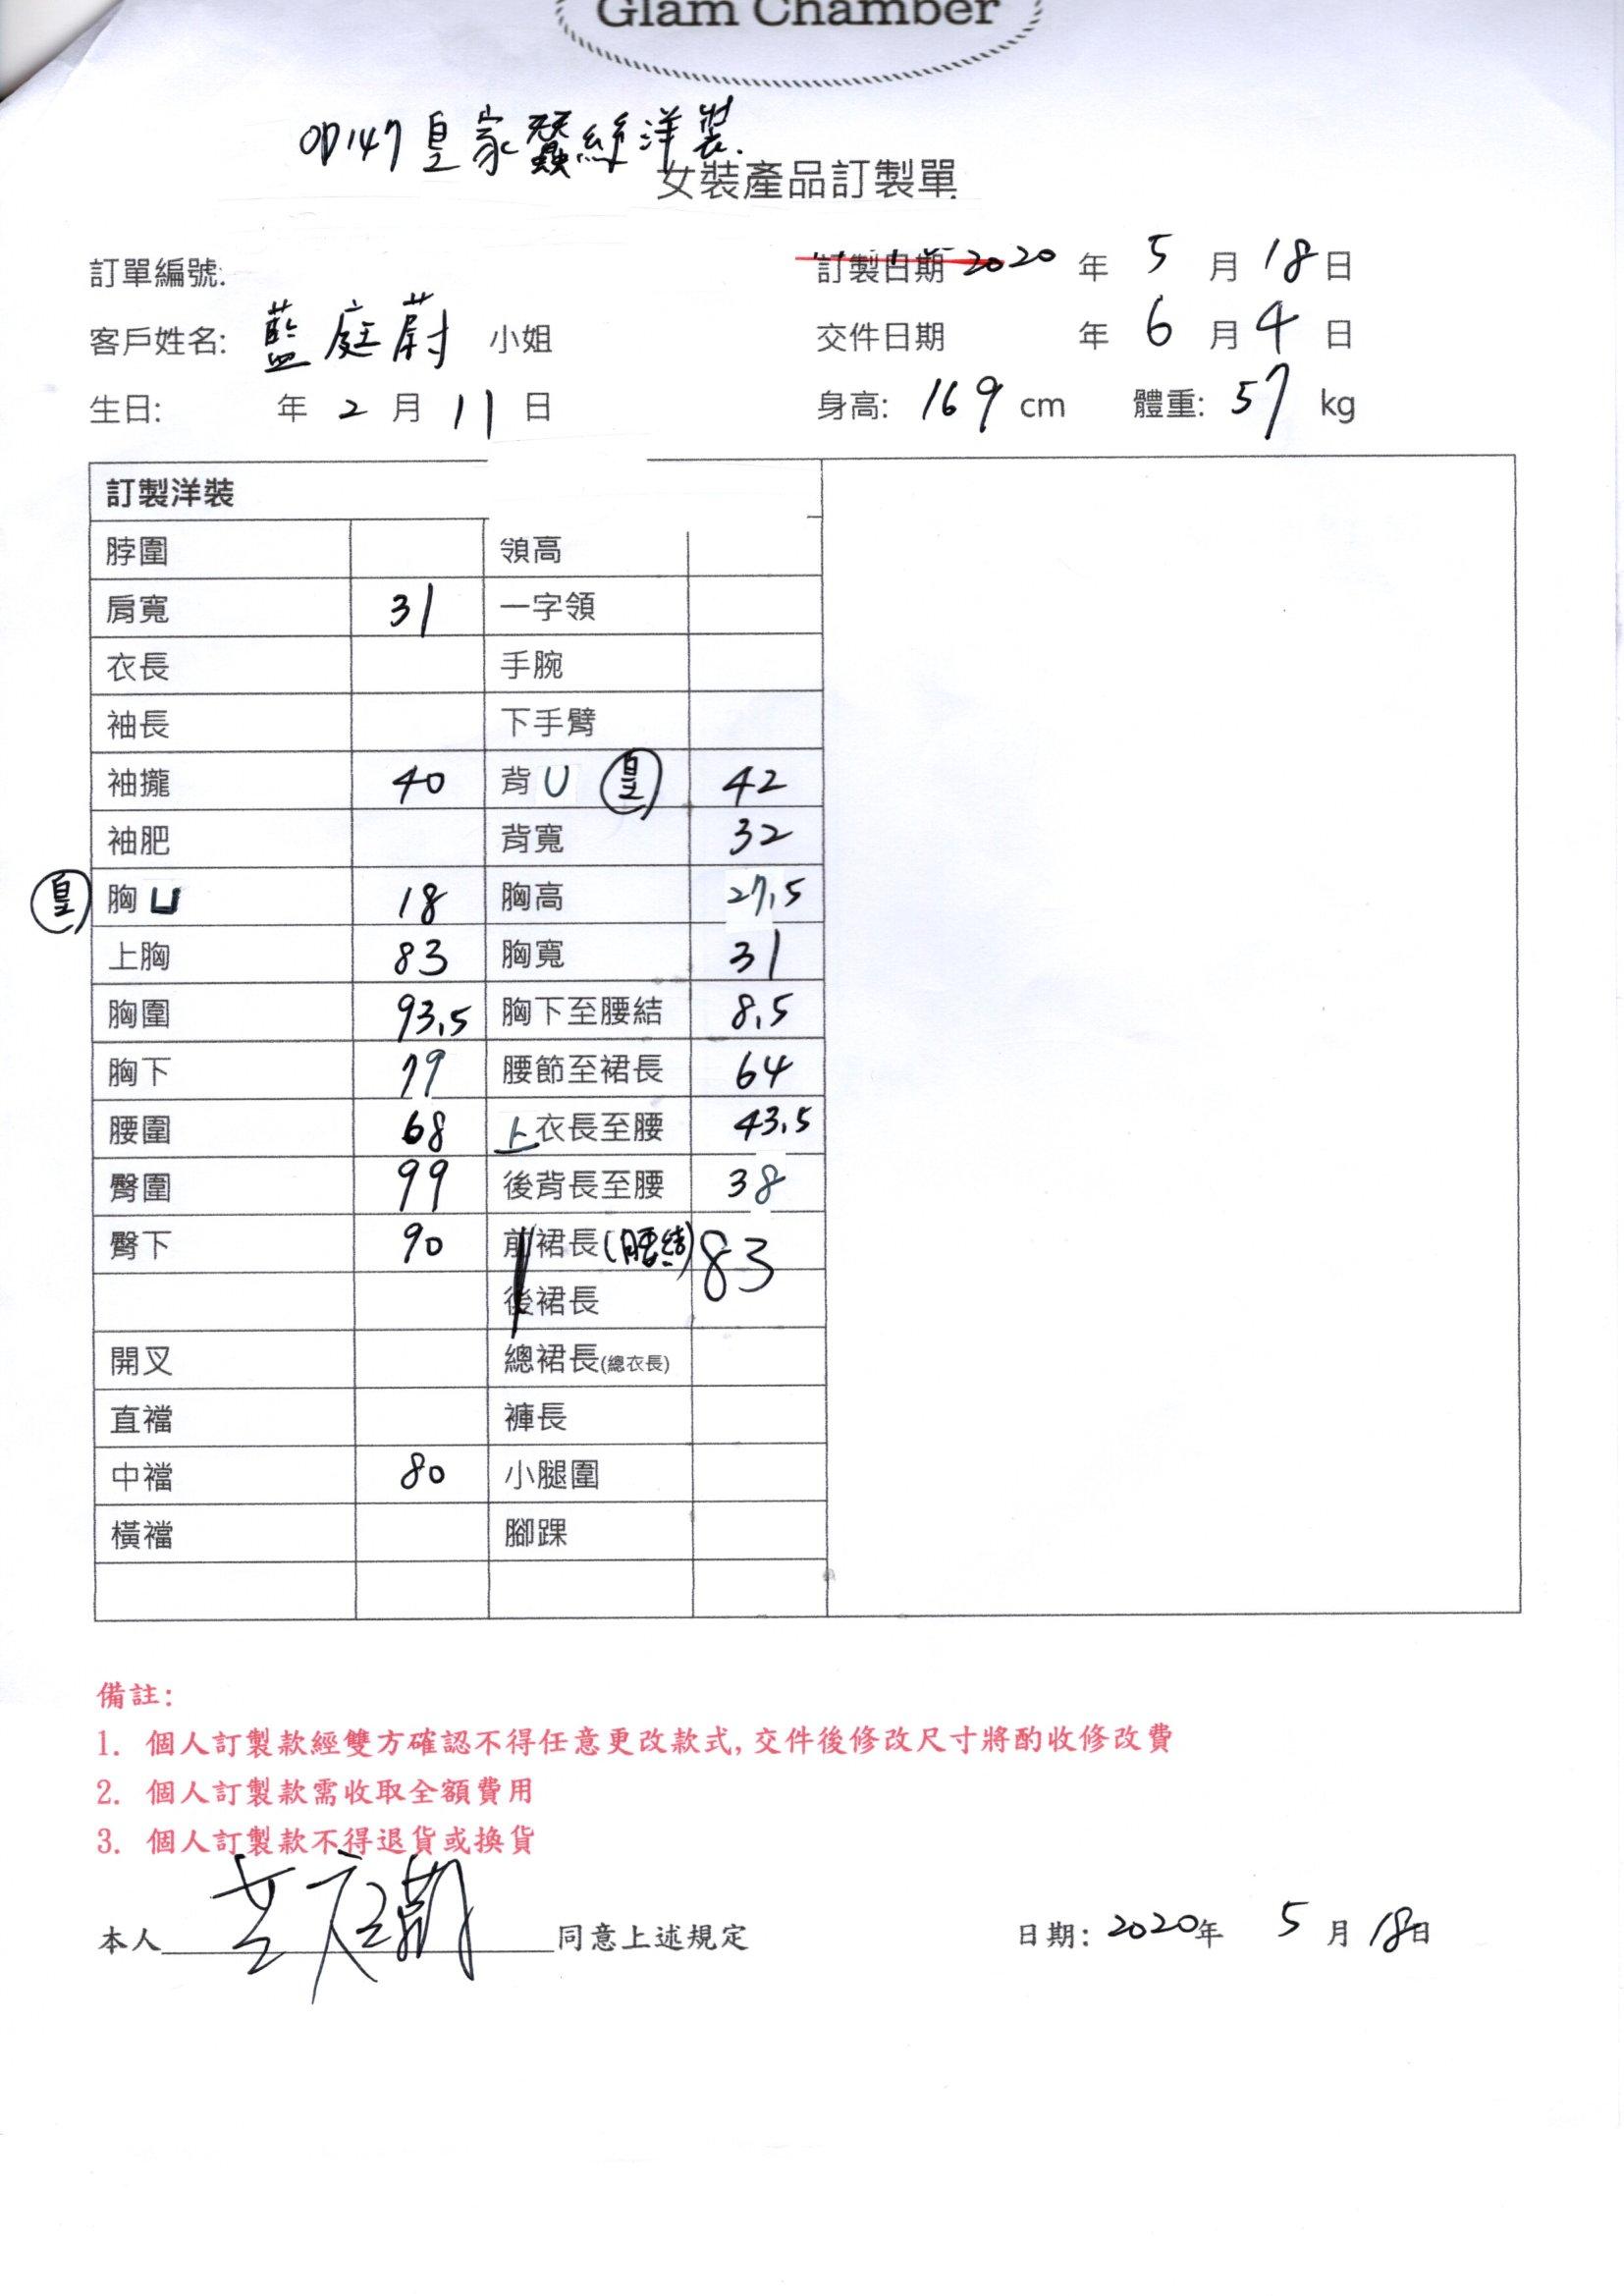 Glam Chamber
OP147皇家蠶絲洋裝.
女裝產品訂製單
訂單編號:
訂製日期 2020 年 5 月 18 日
客戶姓名: 藍庭蔚 小姐
交件日期 年 6 月 4 日
生日: 年 2 月 11 日
身高: 169 cm 體重: 57 kg
訂製洋裝
脖圍 領高
肩寬 31 一字領
衣長 手腕
袖長 下手臂
袖攏 40 背U 皇 42
袖肥 背寬 32
皇 胸U 18 胸高 27.5
上胸 83 胸寬 31
胸圍 93.5 胸下至腰結 8.5
胸下 79 腰節至裙長 64
腰圍 68 上衣長至腰 43.5
臀圍 99 後背長至腰 38
臀下 90 前裙長(腰結) 83
後裙長
開叉 總裙長(總衣長)
直襠 褲長
中襠 80 小腿圍
橫襠 腳踝
備註:
1. 個人訂製款經雙方確認不得任意更改款式,交件後修改尺寸將酌收修改費
2. 個人訂製款需收取全額費用
3. 個人訂製款不得退貨或換貨
本人 同意上述規定 日期: 2020年 5 月 18日